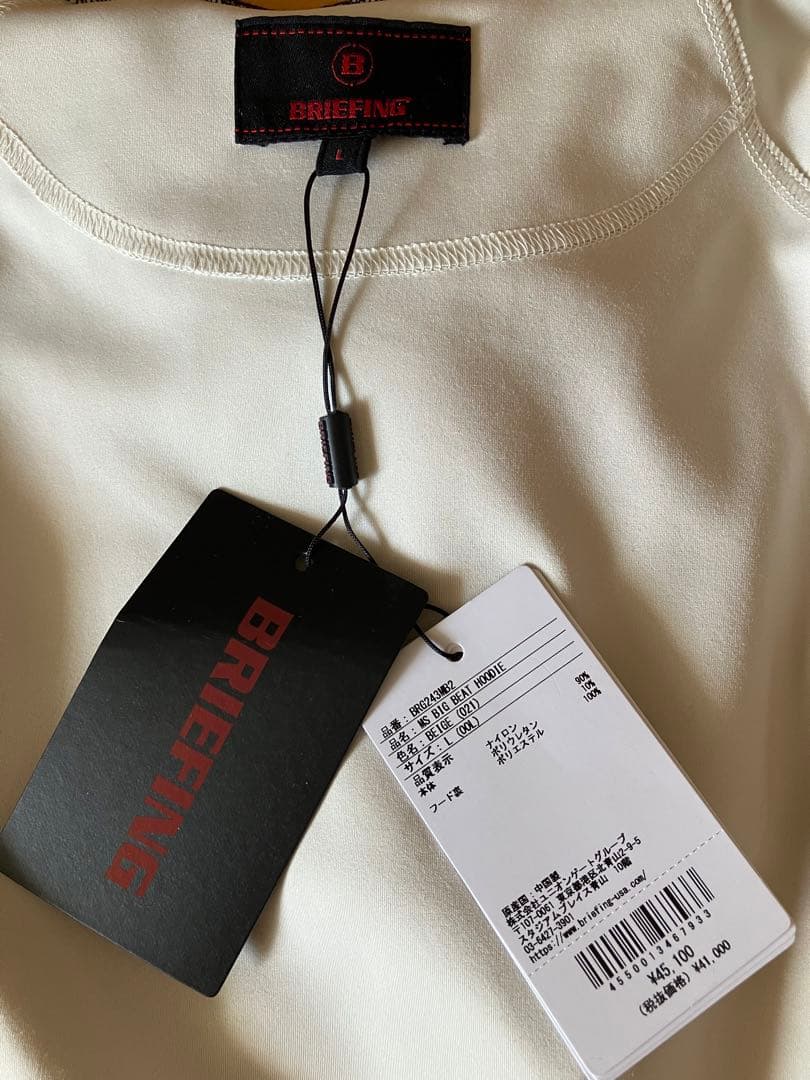 B
BRIEFING
L
BRIEFING
品番：BRG243MB2
品名：MS BIG BEAT HOODIE
色名：BEIGE (021)
サイズ：L (00L)
品質表示
本体 ナイロン 90%
ポリウレタン 10%
フード裏 ポリエステル 100%
原産国：中国製
株式会社ユニオンゲートグループ
〒107-0061 東京都港区北青山2-9-5
スタジアムプレイス青山 10階
03-6427-3901
https://www.briefing-usa.com/
4550013467933
¥45,100
(税抜価格) ¥41,000